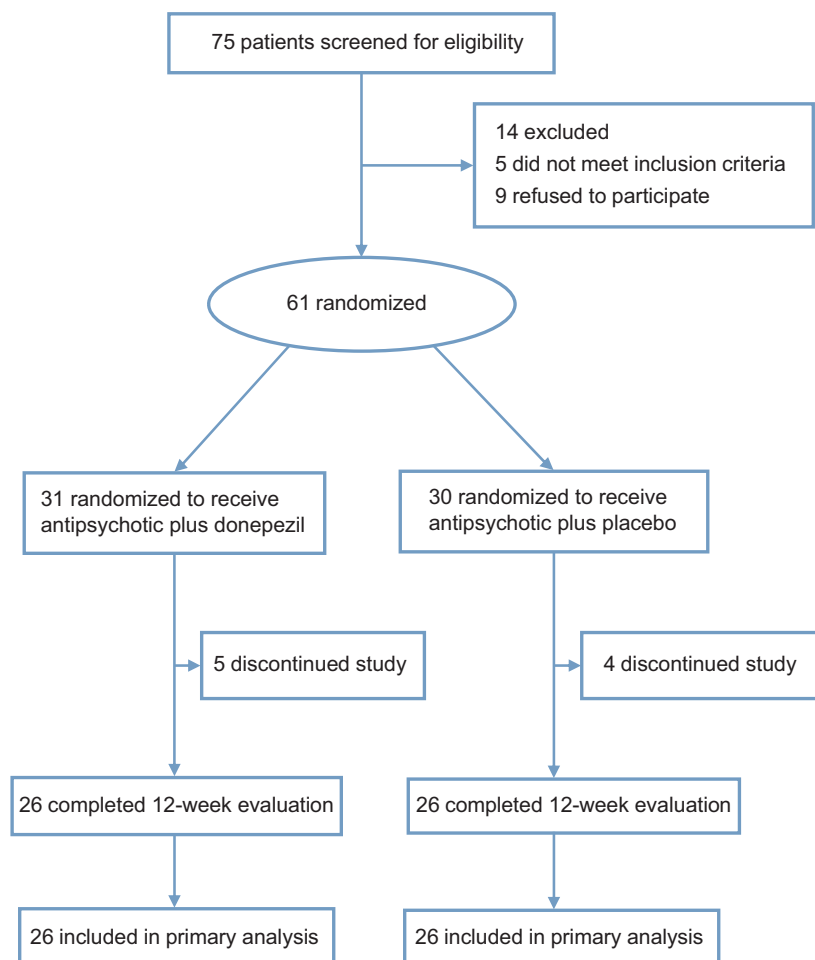 75 patients screened for eligibility
14 excluded
5 did not meet inclusion criteria
9 refused to participate
61 randomized
31 randomized to receive
antipsychotic plus donepezil
30 randomized to receive
antipsychotic plus placebo
5 discontinued study
4 discontinued study
26 completed 12-week evaluation
26 completed 12-week evaluation
26 included in primary analysis
26 included in primary analysis